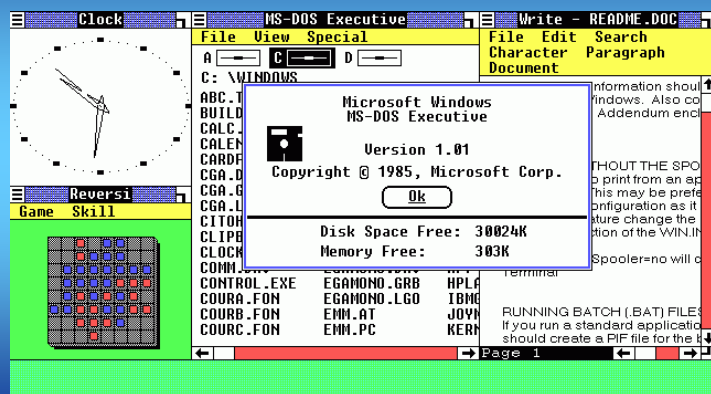 Clock
Reversi
Game Skill
MS-DOS Executive
File View Special
A C D
C: \WINDOWS
ABC.T
BUILD
CALC.
CALEN
CARDF
CGA.D
CGA.G
CGA.L
CITOH
CLIPB
CLOCK
CONTROL.EXE EGAMONO.GRB HPLA
COURA.FON EGAMONO.LGO IBMG
COURB.FON EMM.AT JOYM
COURC.FON EMM.PC KERN
Microsoft Windows
MS-DOS Executive
Version 1.01
Copyright © 1985, Microsoft Corp.
Ok
Disk Space Free: 30024K
Memory Free: 303K
Write - README.DOC
File Edit Search
Character Paragraph
Document
nformation shoul
Windows. Also co
Addendum encl
THOUT THE SPO
o print from an ap
This may be prefe
onfiguration as it
ature change the
ction of the WIN.IN
Spooler=no will c
Terminal
RUNNING BATCH (.BAT) FILES
If you run a standard applicatio
should create a PIF file for the b
Page 1